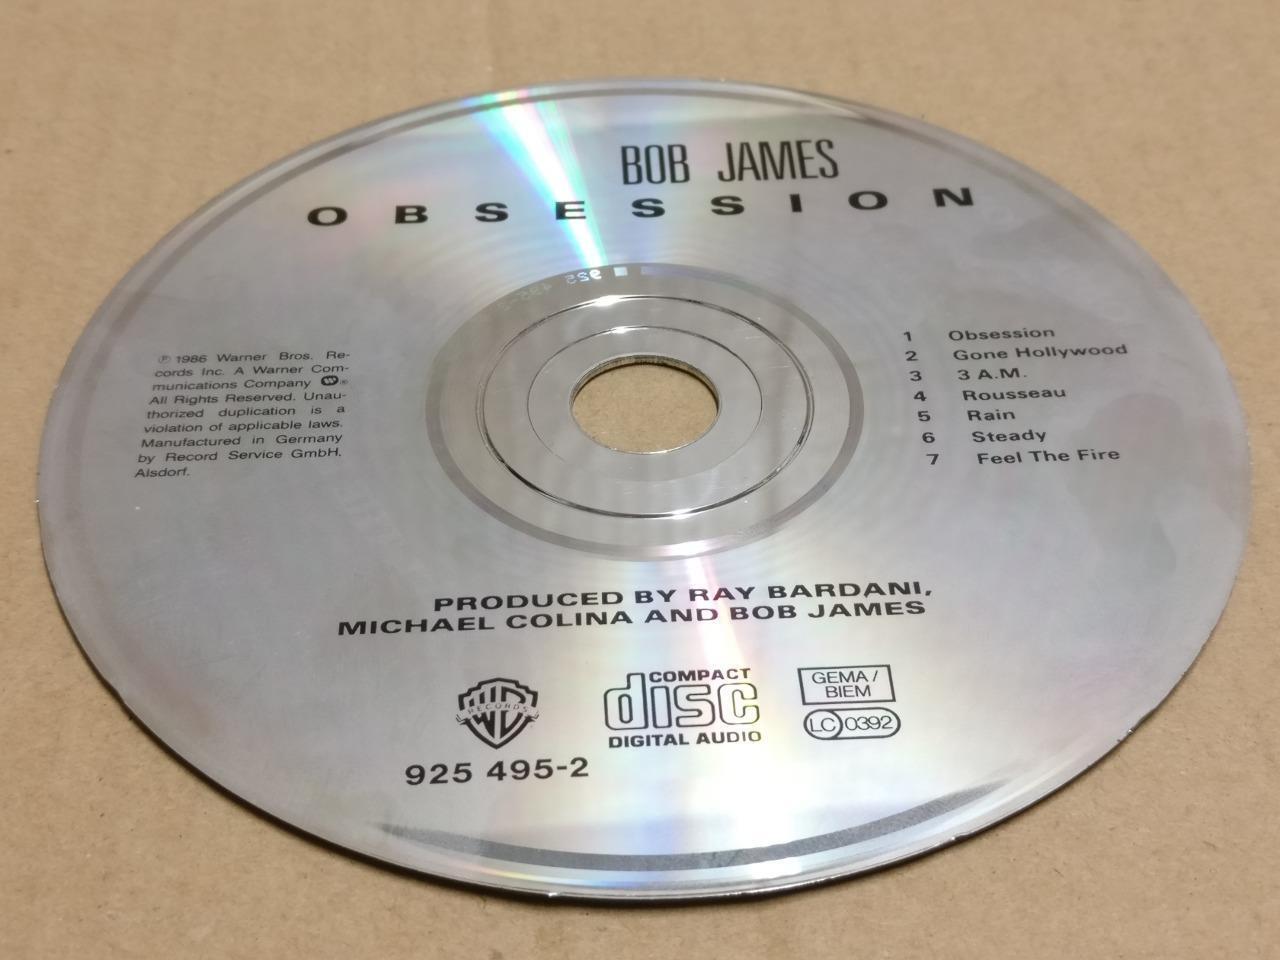 BOB JAMES
OBSESSION
℗ 1986 Warner Bros. Re-
cords Inc. A Warner Com-
munications Company W ®
All Rights Reserved. Unau-
thorized duplication is a
violation of applicable laws.
Manufactured in Germany
by Record Service GmbH,
Alsdorf.
1 Obsession
2 Gone Hollywood
3 3 A.M.
4 Rousseau
5 Rain
6 Steady
7 Feel The Fire
PRODUCED BY RAY BARDANI,
MICHAEL COLINA AND BOB JAMES
WB
RECORDS
COMPACT
disc
DIGITAL AUDIO
GEMA/
BIEM
LC 0392
925 495-2